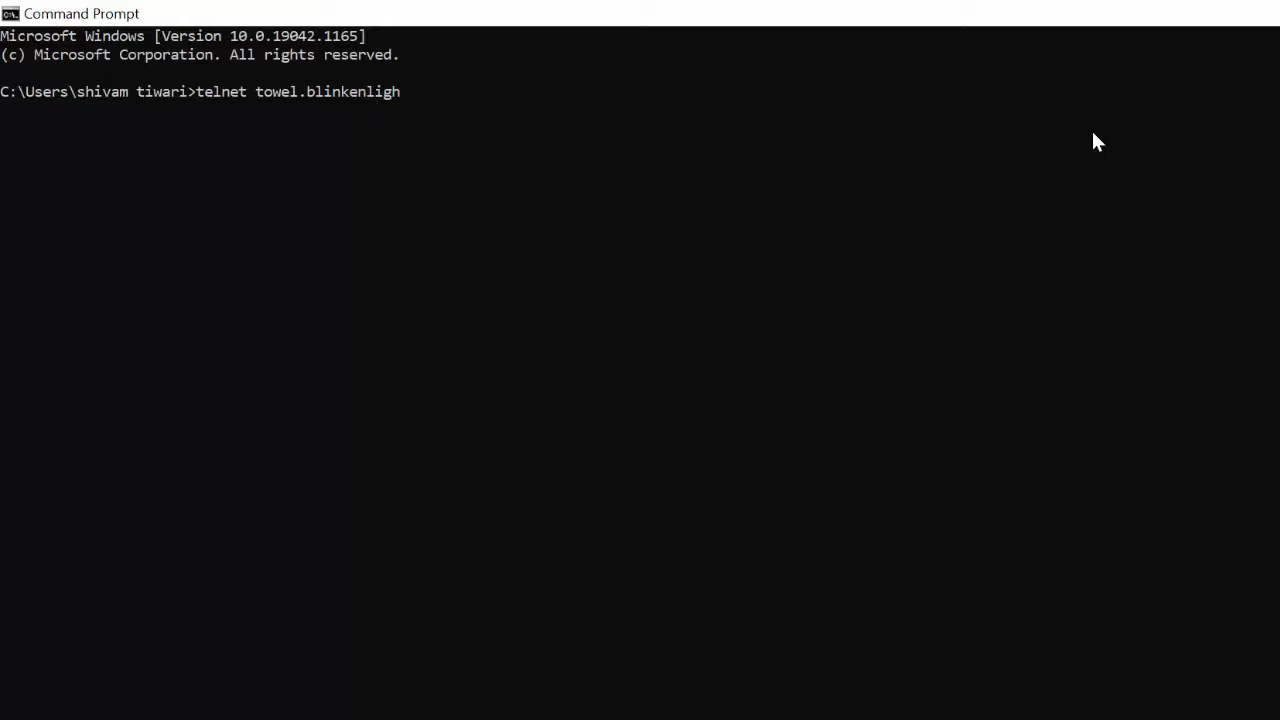 Command Prompt
Microsoft Windows [Version 10.0.19042.1165]
(c) Microsoft Corporation. All rights reserved.
C:\Users\shivam tiwari>telnet towel.blinkenligh